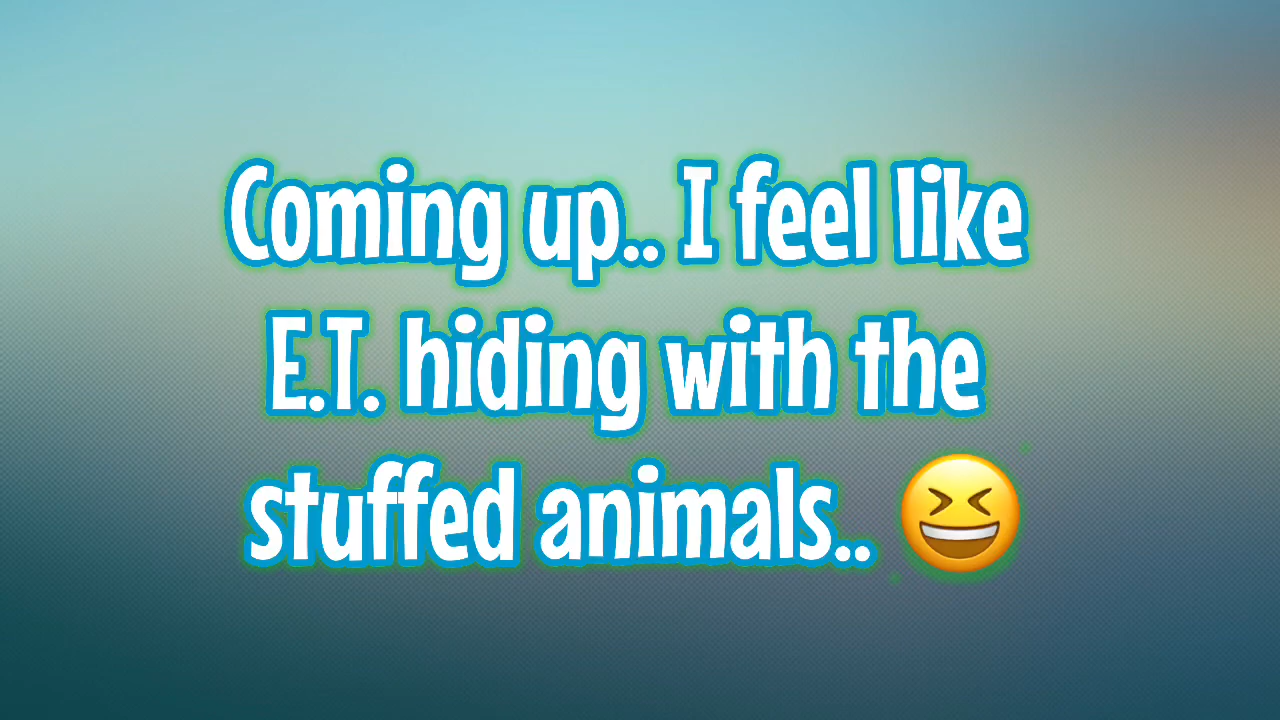 Coming up.. I feel like
E.T. hiding with the
stuffed animals.. 😆